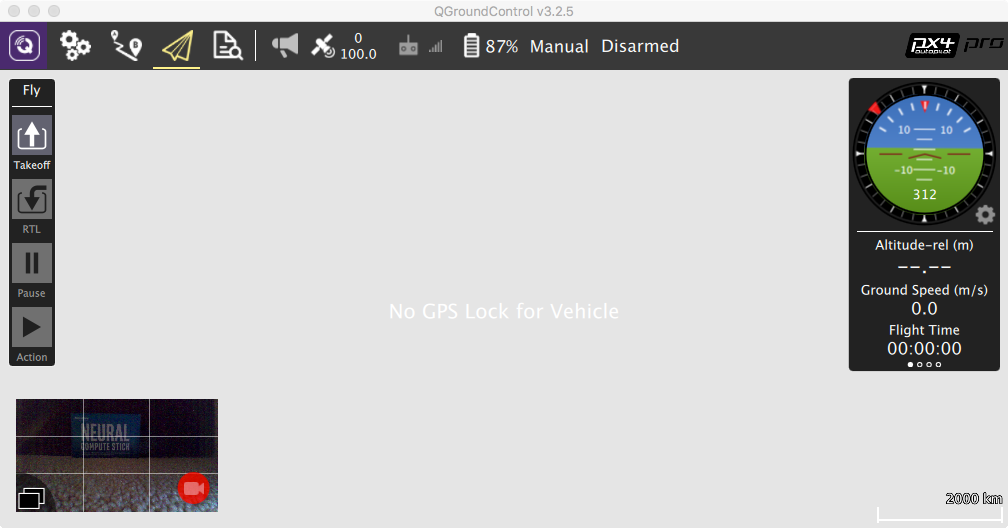 QGroundControl v3.2.5
0
100.0
87% Manual Disarmed
px4 pro
autopilot
Fly
Takeoff
RTL
Pause
Action
No GPS Lock for Vehicle
10 10
-10 -10
312
Altitude-rel (m)
--.--
Ground Speed (m/s)
0.0
Flight Time
00:00:00
NEURAL
COMPUTE STICK
2000 km